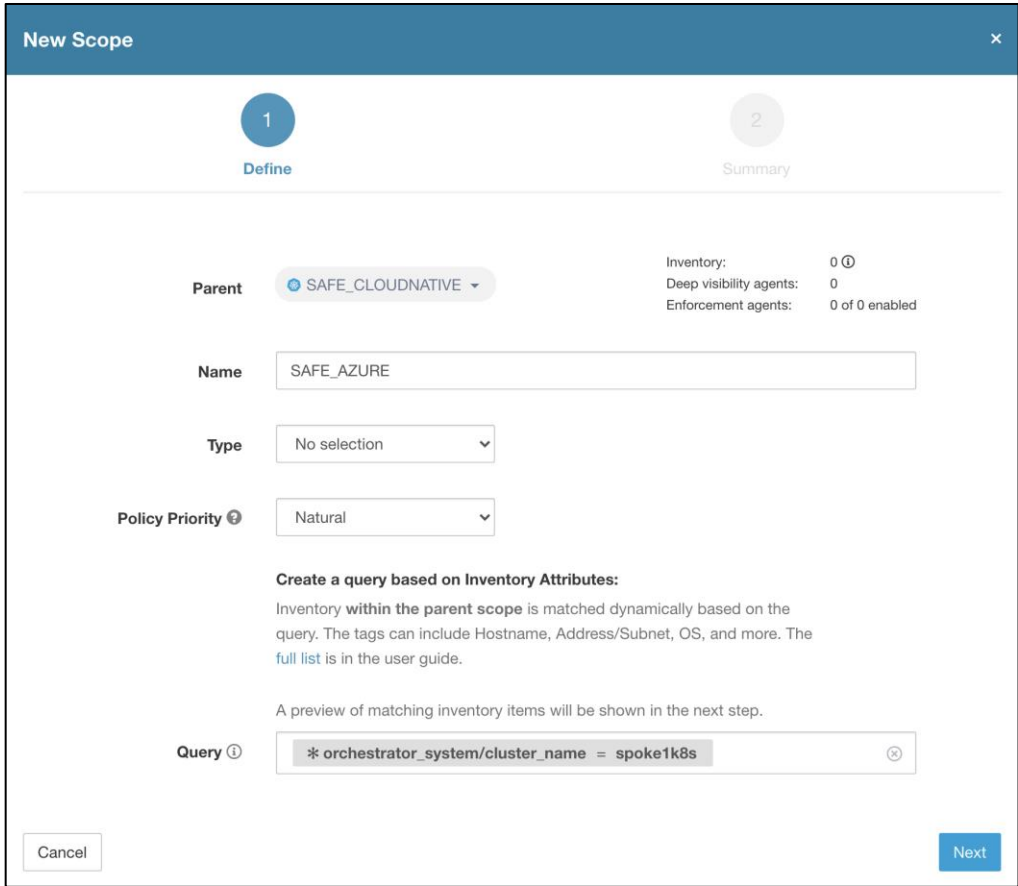 New Scope
×
1
2
Define
Summary
Parent
SAFE_CLOUDNATIVE
Inventory: 0
Deep visibility agents: 0
Enforcement agents: 0 of 0 enabled
Name
SAFE_AZURE
Type
No selection
Policy Priority
Natural
Create a query based on Inventory Attributes:
Inventory within the parent scope is matched dynamically based on the
query. The tags can include Hostname, Address/Subnet, OS, and more. The
full list is in the user guide.
A preview of matching inventory items will be shown in the next step.
Query
* orchestrator_system/cluster_name = spoke1k8s
Cancel
Next